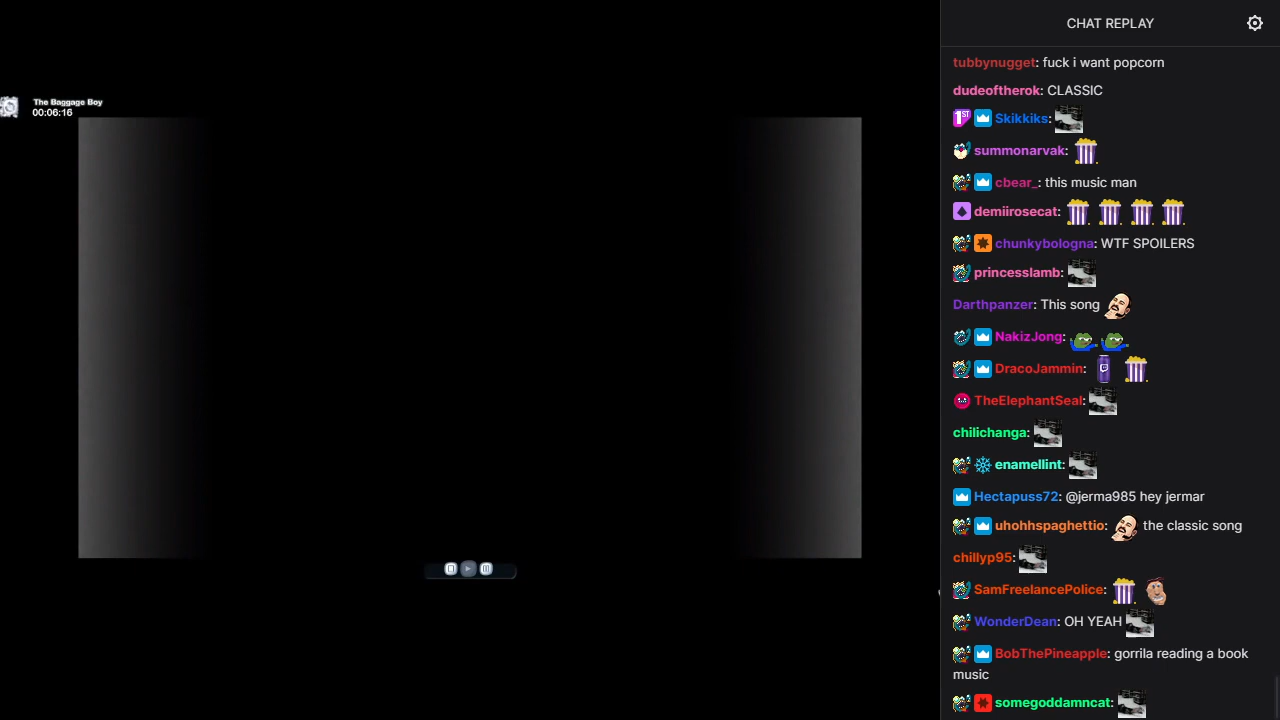 The Baggage Boy
00:06:16
CHAT REPLAY
tubbynugget: fuck i want popcorn
dudeoftherok: CLASSIC
1ST Skikkiks:
summonarvak:
cbear_: this music man
demiirosecat:
chunkybologna: WTF SPOILERS
princesslamb:
Darthpanzer: This song
NakizJong:
DracoJammin:
TheElephantSeal:
chilichanga:
enamellint:
Hectapuss72: @jerma985 hey jermar
uhohhspaghettio: the classic song
chillyp95:
SamFreelancePolice:
WonderDean: OH YEAH
BobThePineapple: gorrila reading a book
music
somegoddamncat: